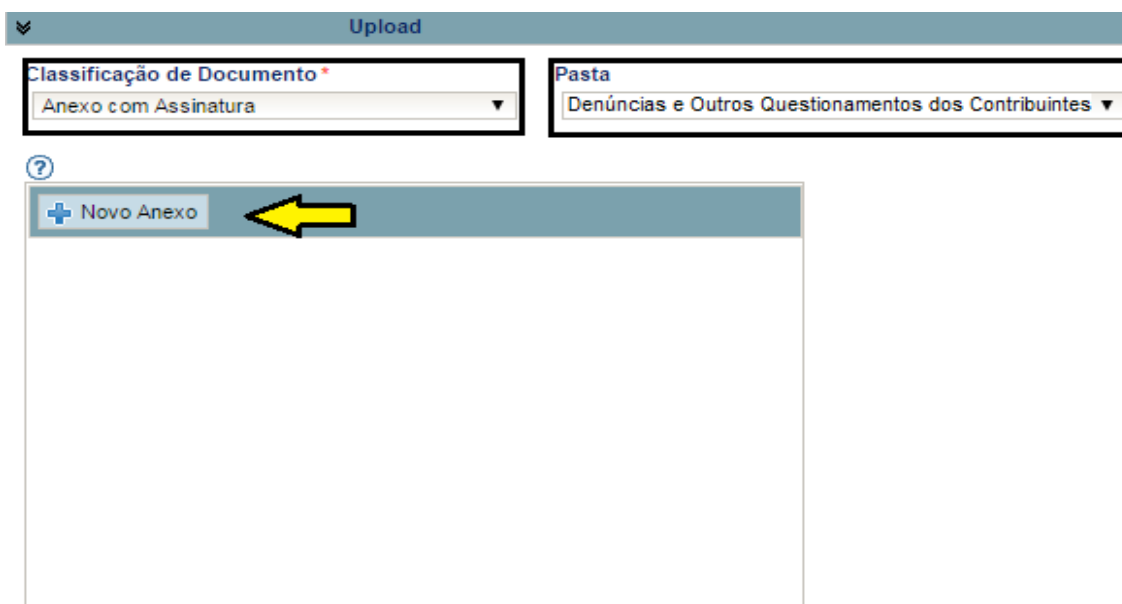 Upload
Classificação de Documento *
Pasta
Anexo com Assinatura
Denúncias e Outros Questionamentos dos Contribuintes
?
Novo Anexo